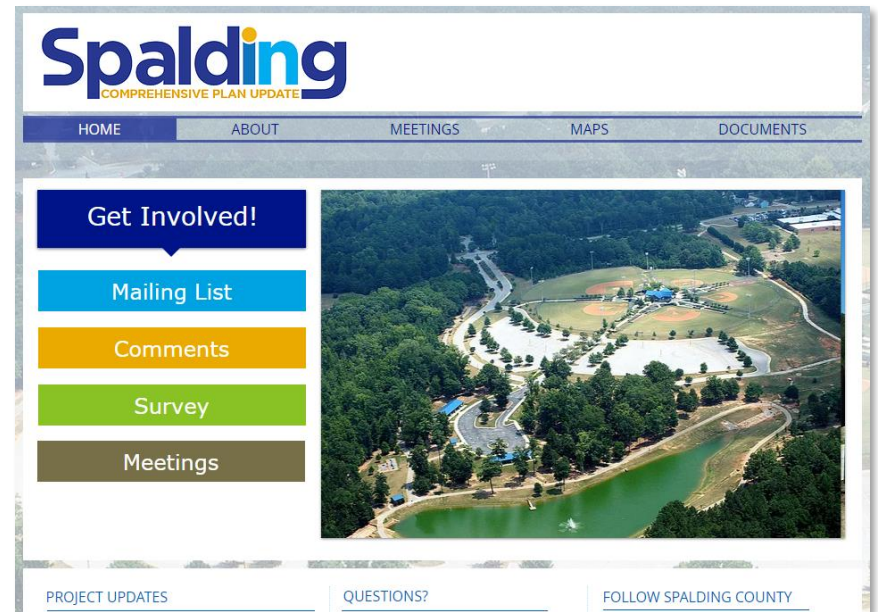 Spalding
COMPREHENSIVE PLAN UPDATE
HOME ABOUT MEETINGS MAPS DOCUMENTS
Get Involved!
Mailing List
Comments
Survey
Meetings
PROJECT UPDATES QUESTIONS? FOLLOW SPALDING COUNTY